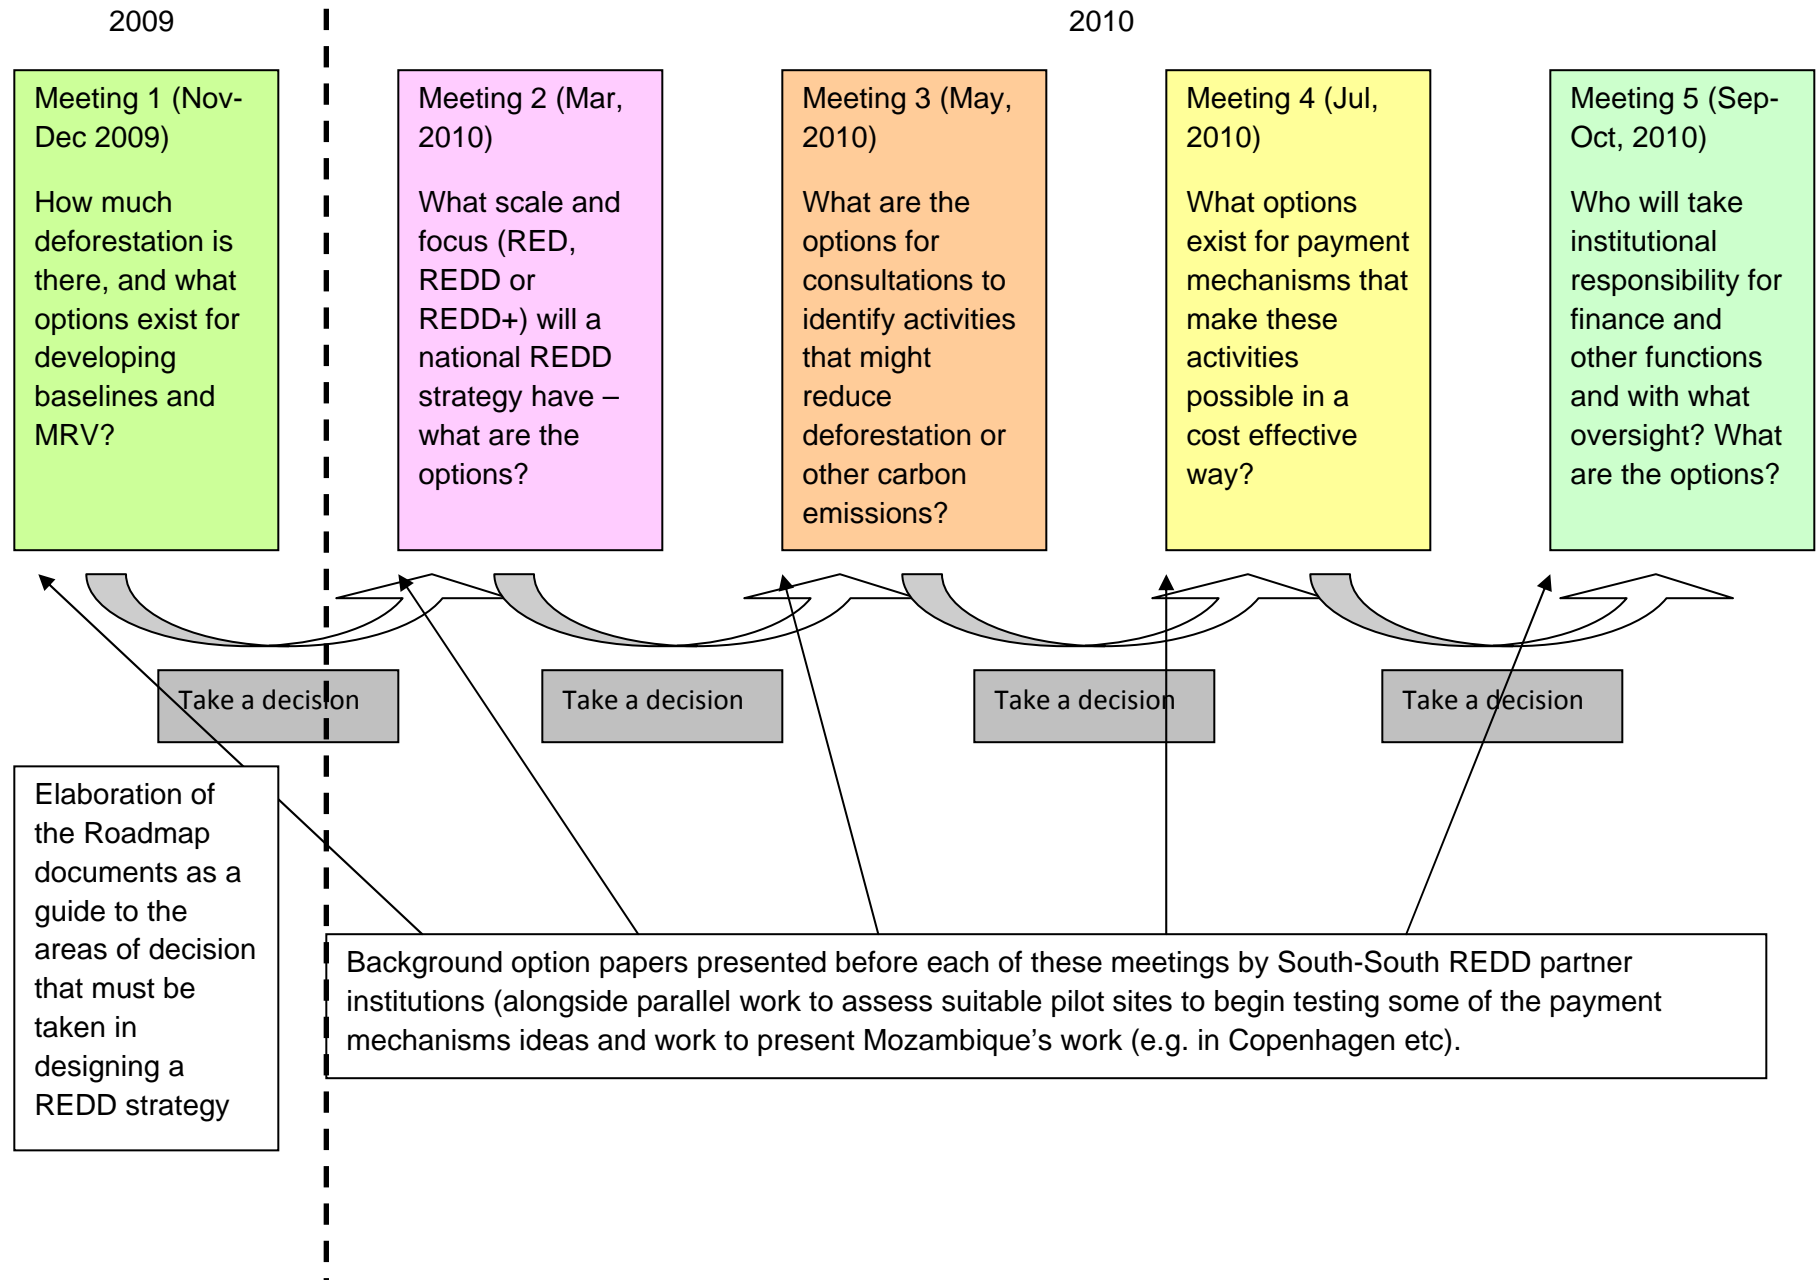 2009
2010
Meeting 1 (Nov-
Dec 2009)
How much
deforestation is
there, and what
options exist for
developing
baselines and
MRV?
Meeting 2 (Mar,
2010)
What scale and
focus (RED,
REDD or
REDD+) will a
national REDD
strategy have –
what are the
options?
Meeting 3 (May,
2010)
What are the
options for
consultations to
identify activities
that might
reduce
deforestation or
other carbon
emissions?
Meeting 4 (Jul,
2010)
What options
exist for payment
mechanisms that
make these
activities
possible in a
cost effective
way?
Meeting 5 (Sep-
Oct, 2010)
Who will take
institutional
responsibility for
finance and
other functions
and with what
oversight? What
are the options?
Take a decision
Take a decision
Take a decision
Take a decision
Elaboration of
the Roadmap
documents as a
guide to the
areas of decision
that must be
taken in
designing a
REDD strategy
Background option papers presented before each of these meetings by South-South REDD partner
institutions (alongside parallel work to assess suitable pilot sites to begin testing some of the payment
mechanisms ideas and work to present Mozambique’s work (e.g. in Copenhagen etc).